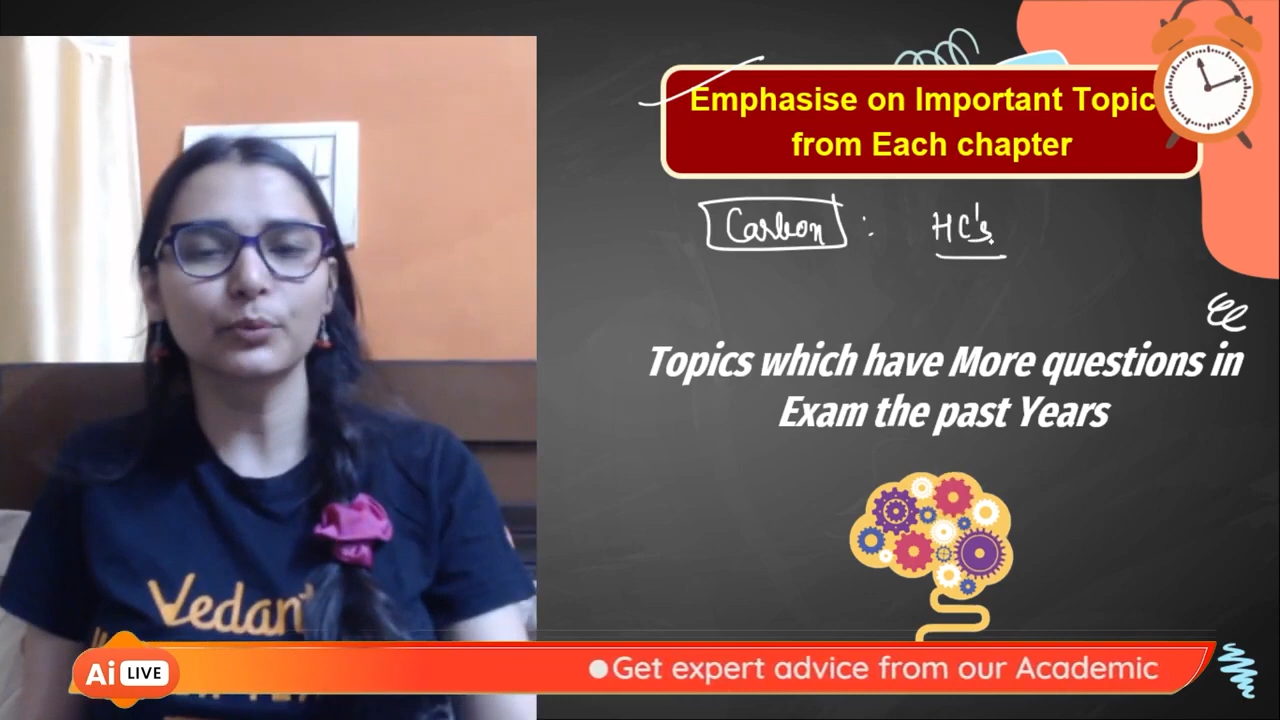 Emphasise on Important Topic
from Each chapter
Carbon : HC's
Topics which have More questions in
Exam the past Years
Vedant
Ai LIVE
●Get expert advice from our Academic